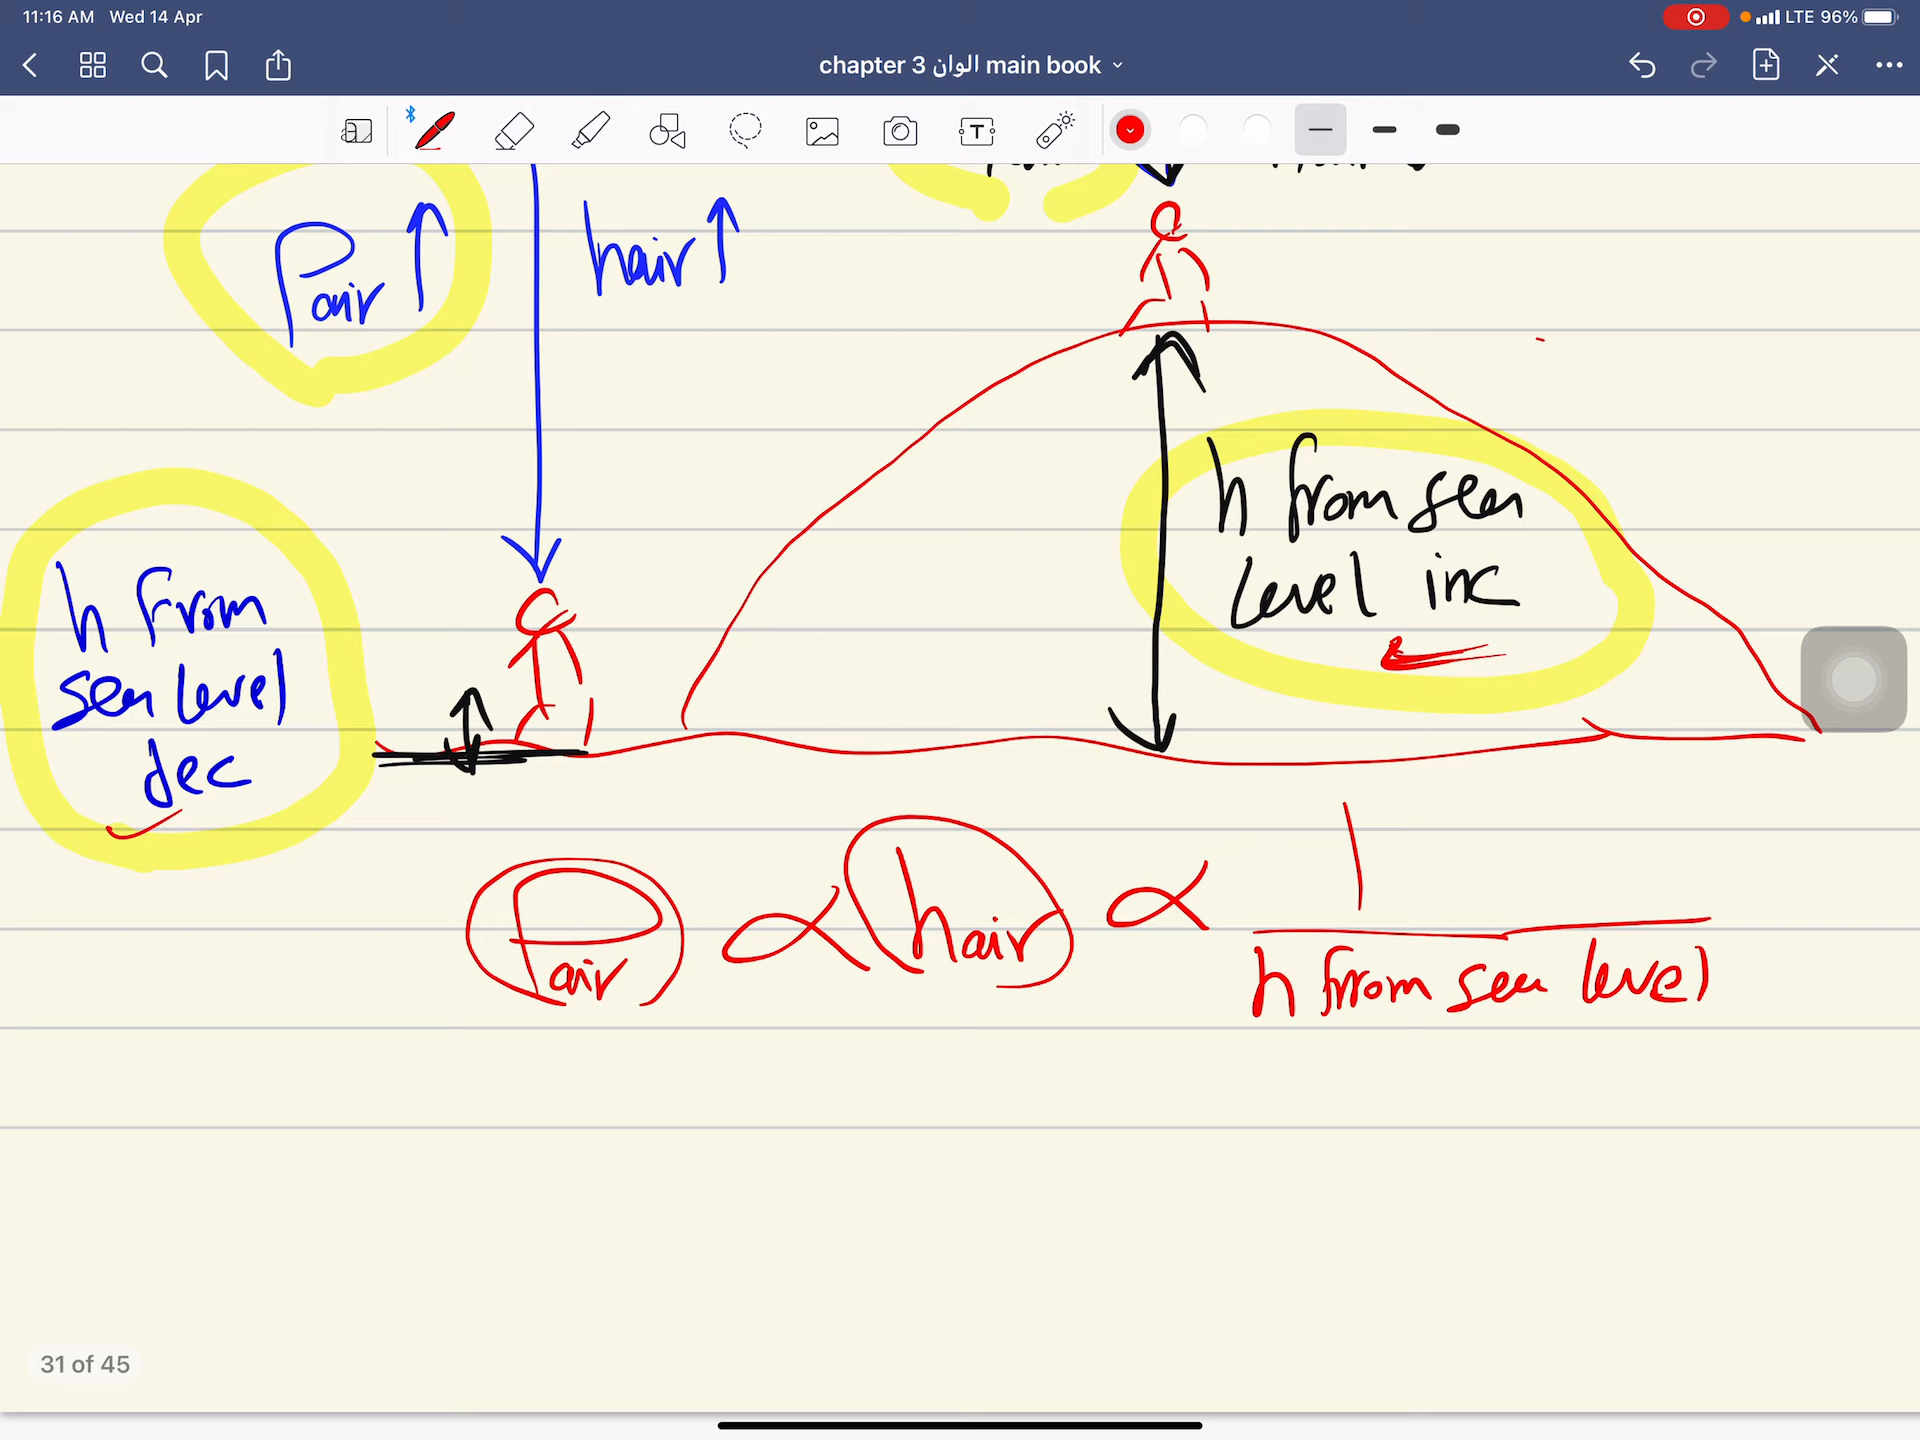 11:16 AM Wed 14 Apr
LTE 96%
chapter 3 الوان main book
T
Pair
hair
h from sea
level inc
h From
sea level
dec
Pair ∝ hair ∝ 1
h from sea level
31 of 45